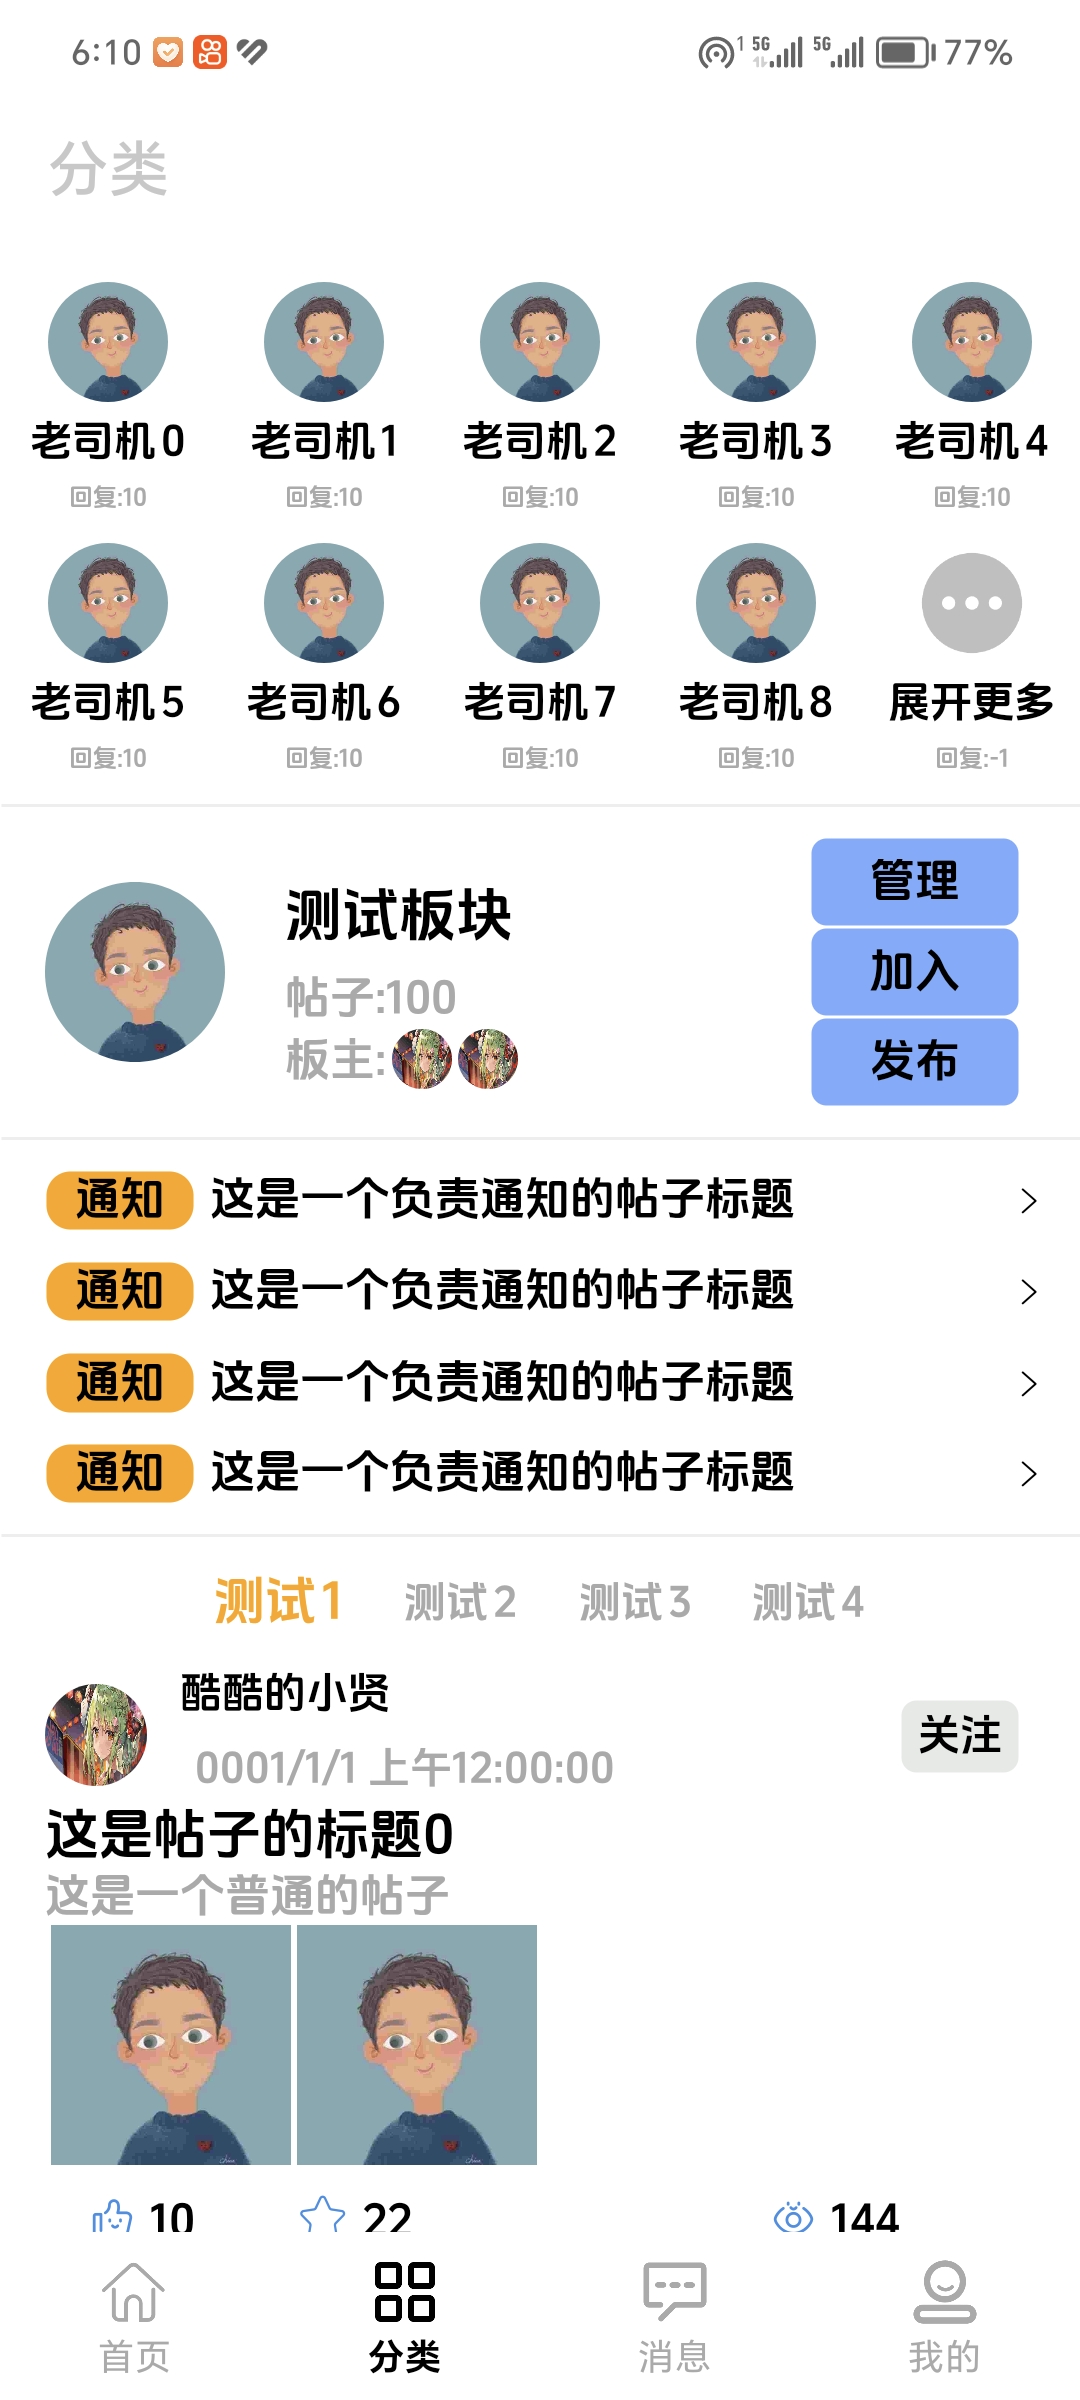 6:10 1 5G 5G 77%
分类
老司机0 老司机1 老司机2 老司机3 老司机4
回复:10 回复:10 回复:10 回复:10 回复:10
老司机5 老司机6 老司机7 老司机8 展开更多
回复:10 回复:10 回复:10 回复:10 回复:-1
测试板块
帖子:100
板主:
管理
加入
发布
通知 这是一个负责通知的帖子标题
通知 这是一个负责通知的帖子标题
通知 这是一个负责通知的帖子标题
通知 这是一个负责通知的帖子标题
测试1 测试2 测试3 测试4
酷酷的小贤
0001/1/1 上午12:00:00
关注
这是帖子的标题0
这是一个普通的帖子
10 22 144
首页 分类 消息 我的